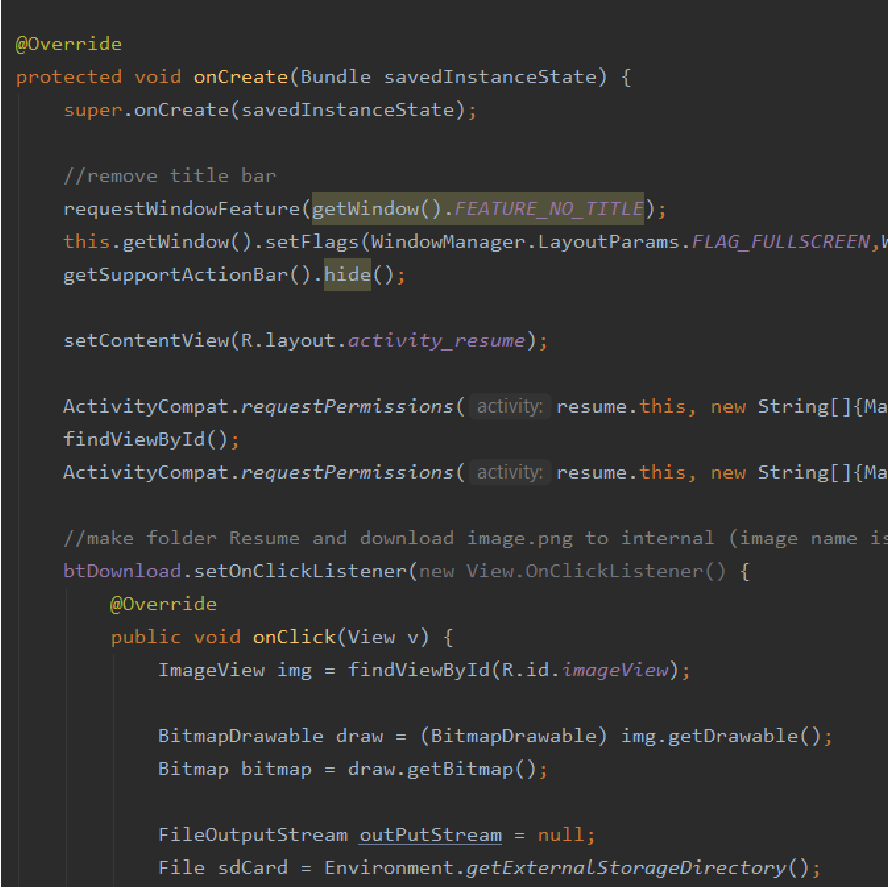 @Override
protected void onCreate(Bundle savedInstanceState) {
super.onCreate(savedInstanceState);
//remove title bar
requestWindowFeature(getWindow().FEATURE_NO_TITLE);
this.getWindow().setFlags(WindowManager.LayoutParams.FLAG_FULLSCREEN,
getSupportActionBar().hide();
setContentView(R.layout.activity_resume);
ActivityCompat.requestPermissions( activity: resume.this, new String[]{Ma
findViewById();
ActivityCompat.requestPermissions( activity: resume.this, new String[]{Ma
//make folder Resume and download image.png to internal (image name is
btDownload.setOnClickListener(new View.OnClickListener() {
@Override
public void onClick(View v) {
ImageView img = findViewById(R.id.imageView);
BitmapDrawable draw = (BitmapDrawable) img.getDrawable();
Bitmap bitmap = draw.getBitmap();
FileOutputStream outPutStream = null;
File sdCard = Environment.getExternalStorageDirectory();